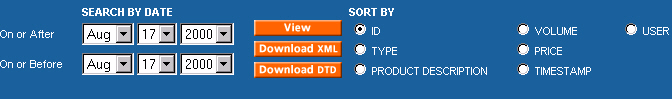 SEARCH BY DATE
On or After Aug 17 2000
On or Before Aug 17 2000
View
Download XML
Download DTD
SORT BY
ID VOLUME USER
TYPE PRICE
PRODUCT DESCRIPTION TIMESTAMP